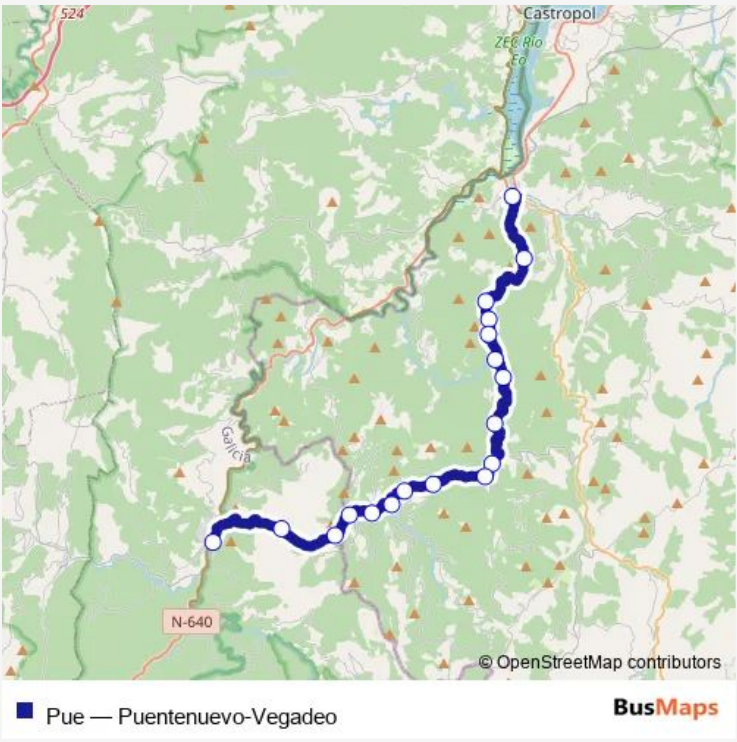 524
Castropol
ZEC Río
Eo
Galicia
N-640
© OpenStreetMap contributors
Pue — Puentenuevo-Vegadeo
BusMaps